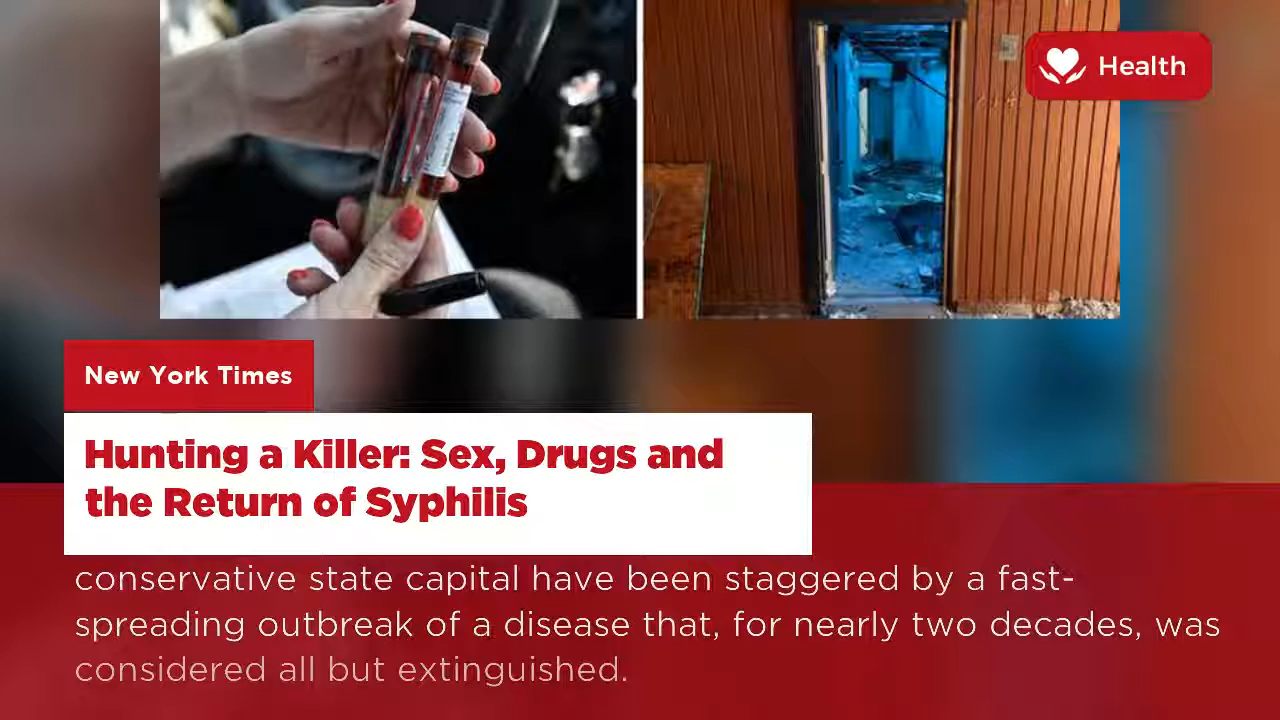 Health
New York Times
Hunting a Killer: Sex, Drugs and
the Return of Syphilis
conservative state capital have been staggered by a fast-
spreading outbreak of a disease that, for nearly two decades, was
considered all but extinguished.